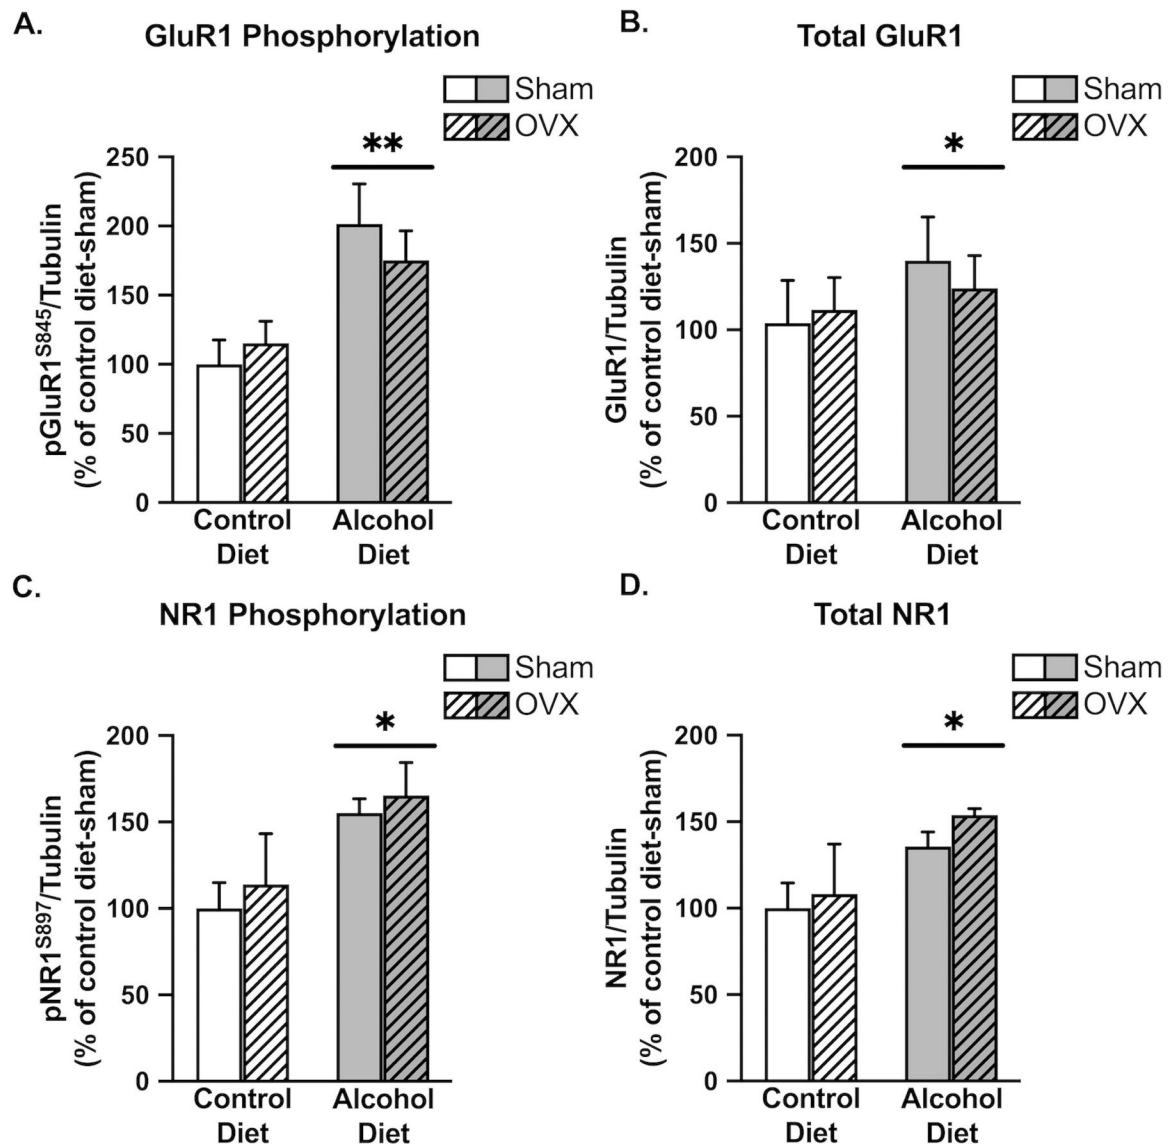 A.
GluR1 Phosphorylation
Sham
OVX
**
250
200
150
100
50
0
pGluR1S845/Tubulin
(% of control diet-sham)
Control
Diet
Alcohol
Diet
B.
Total GluR1
Sham
OVX
*
200
150
100
50
0
GluR1/Tubulin
(% of control diet-sham)
Control
Diet
Alcohol
Diet
C.
NR1 Phosphorylation
Sham
OVX
*
200
150
100
50
0
pNR1S897/Tubulin
(% of control diet-sham)
Control
Diet
Alcohol
Diet
D.
Total NR1
Sham
OVX
*
200
150
100
50
0
NR1/Tubulin
(% of control diet-sham)
Control
Diet
Alcohol
Diet